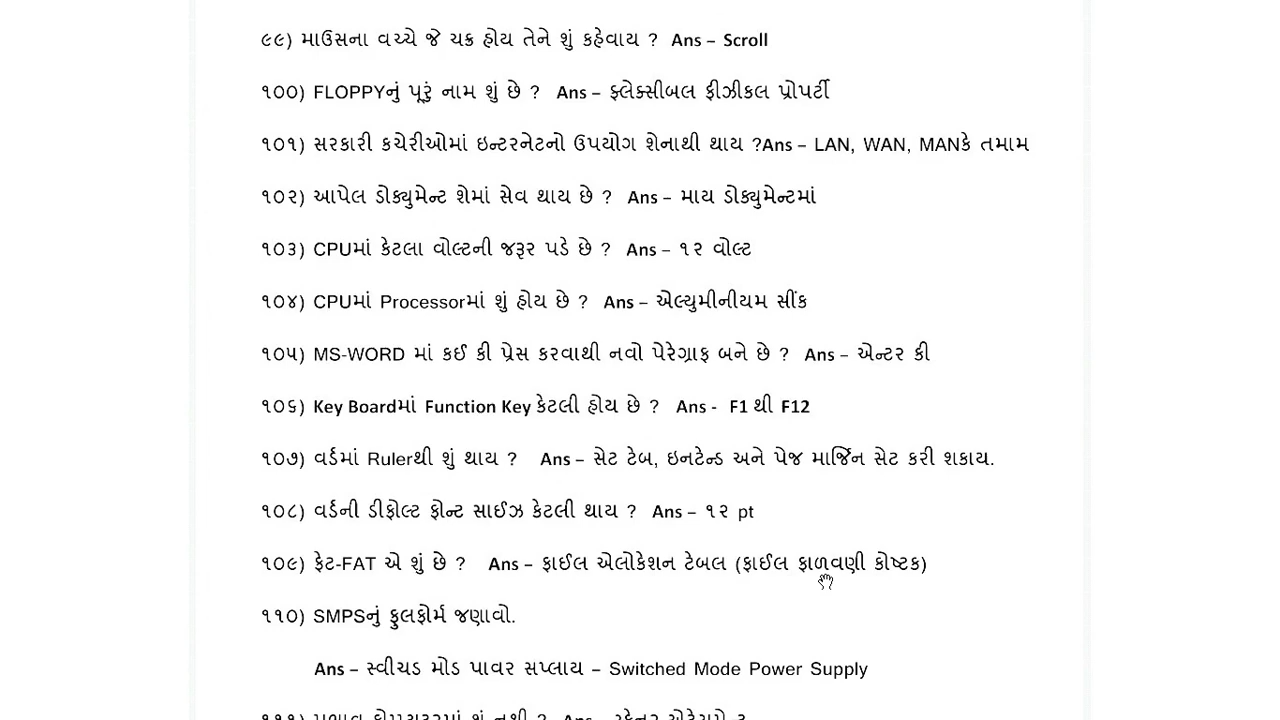 ૯૯) માઉસના વચ્ચે જે ચક્ર હોય તેને શું કહેવાય ? Ans – Scroll
૧૦૦) FLOPPYનું પૂરું નામ શું છે ? Ans – ફ્લેક્સીબલ ફીઝીકલ પ્રોપર્ટી
૧૦૧) સરકારી કચેરીઓમાં ઇન્ટરનેટનો ઉપયોગ શેનાથી થાય ?Ans – LAN, WAN, MANકે તમામ
૧૦૨) આપેલ ડોક્યુમેન્ટ શેમાં સેવ થાય છે ? Ans – માય ડોક્યુમેન્ટમાં
૧૦૩) CPUમાં કેટલા વોલ્ટની જરૂર પડે છે ? Ans – ૧૨ વોલ્ટ
૧૦૪) CPUમાં Processorમાં શું હોય છે ? Ans – એલ્યુમીનીયમ સીંક
૧૦૫) MS-WORD માં કઈ કી પ્રેસ કરવાથી નવો પેરેગ્રાફ બને છે ? Ans – એન્ટર કી
૧૦૬) Key Boardમાં Function Key કેટલી હોય છે ? Ans - F1 થી F12
૧૦૭) વર્ડમાં Rulerથી શું થાય ? Ans – સેટ ટેબ, ઇનટેન્ડ અને પેજ માર્જિન સેટ કરી શકાય.
૧૦૮) વર્ડની ડીફોલ્ટ ફોન્ટ સાઈઝ કેટલી થાય ? Ans – ૧૨ pt
૧૦૯) ફેટ-FAT એ શું છે ? Ans – ફાઈલ એલોકેશન ટેબલ (ફાઈલ ફાળવણી કોષ્ટક)
૧૧૦) SMPSનું ફુલફોર્મ જણાવો.
Ans – સ્વીચડ મોડ પાવર સપ્લાય – Switched Mode Power Supply